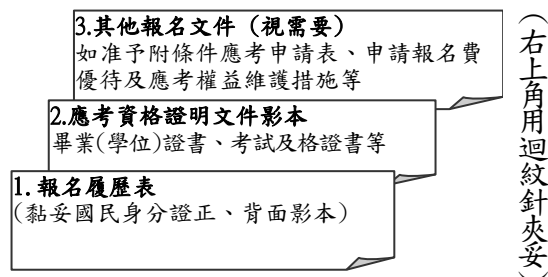 3.其他報名文件（視需要）
如准予附條件應考申請表、申請報名費
優待及應考權益維護措施等
2.應考資格證明文件影本
畢業(學位)證書、考試及格證書等
1.報名履歷表
(黏妥國民身分證正、背面影本)
（右上角用迴紋針夾妥）